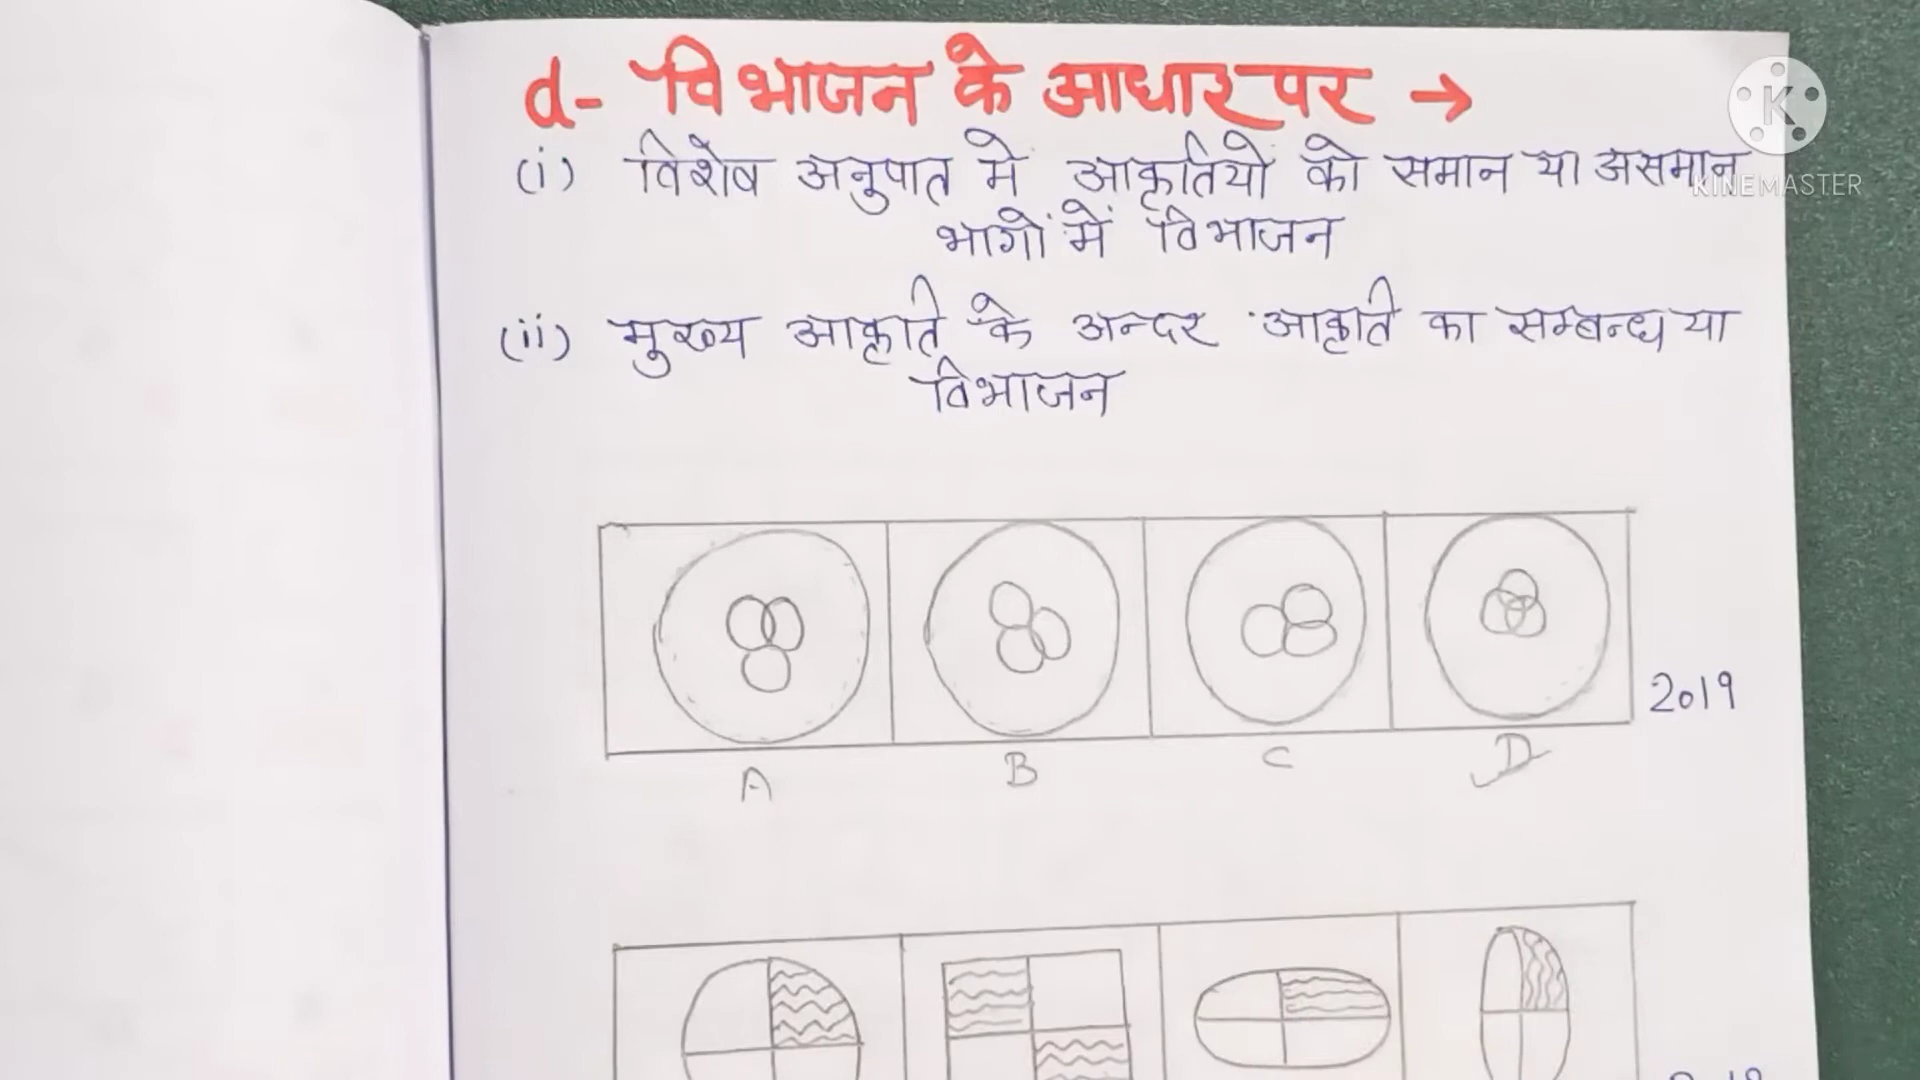 d- विभाजन के आधार पर →
(i) विशेष अनुपात मे आकृतियो को समान या असमान
भागों में विभाजन
(ii) मुख्य आकृति के अन्दर आकृति का सम्बन्ध या
विभाजन
K
KINEMASTER
2019
A B C D